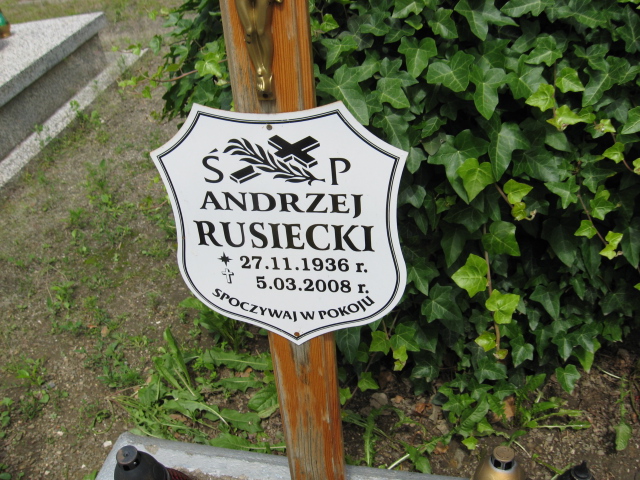 Ś P
ANDRZEJ
RUSIECKI
27.11.1936 r.
5.03.2008 r.
SPOCZYWAJ W POKOJU